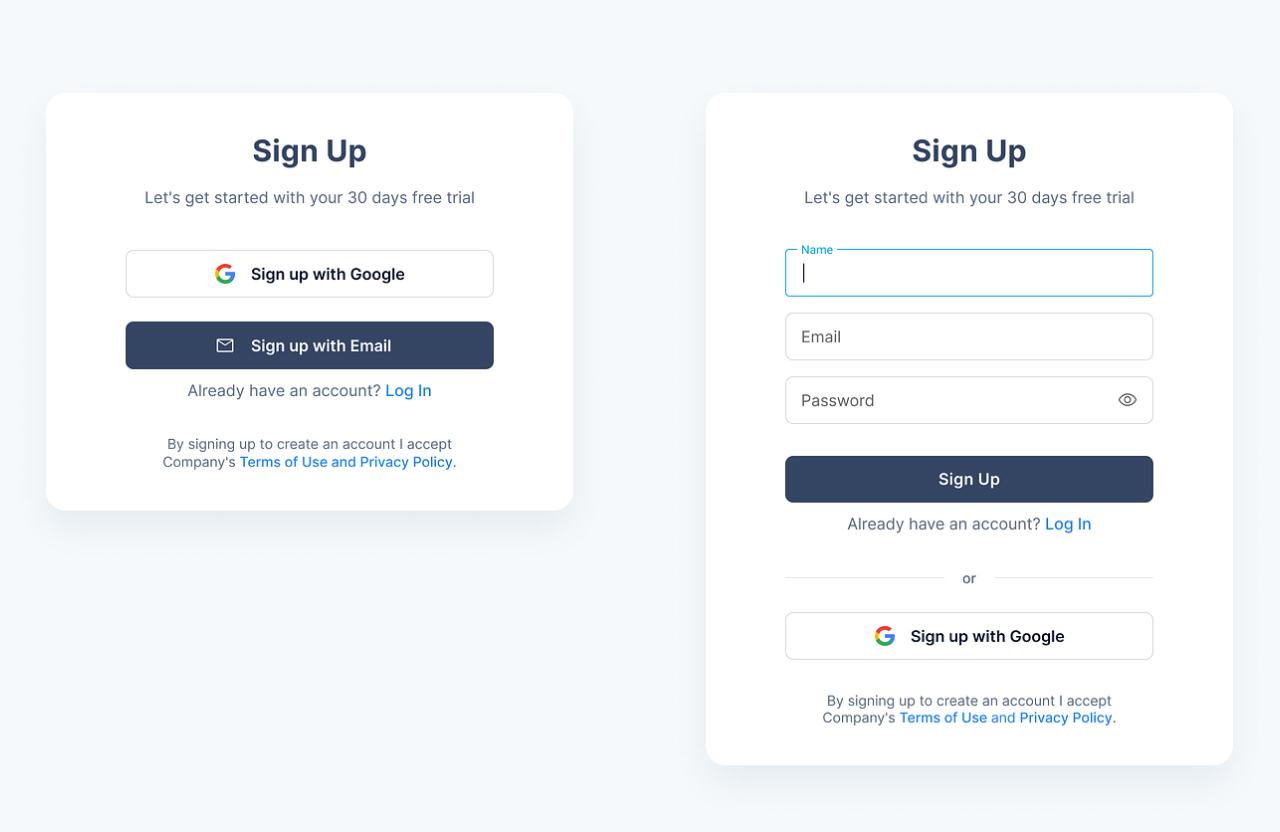 Sign Up
Let's get started with your 30 days free trial
Sign up with Google
Sign up with Email
Already have an account? Log In
By signing up to create an account I accept
Company's Terms of Use and Privacy Policy.
Sign Up
Let's get started with your 30 days free trial
Name
Email
Password
Sign Up
Already have an account? Log In
or
Sign up with Google
By signing up to create an account I accept
Company's Terms of Use and Privacy Policy.